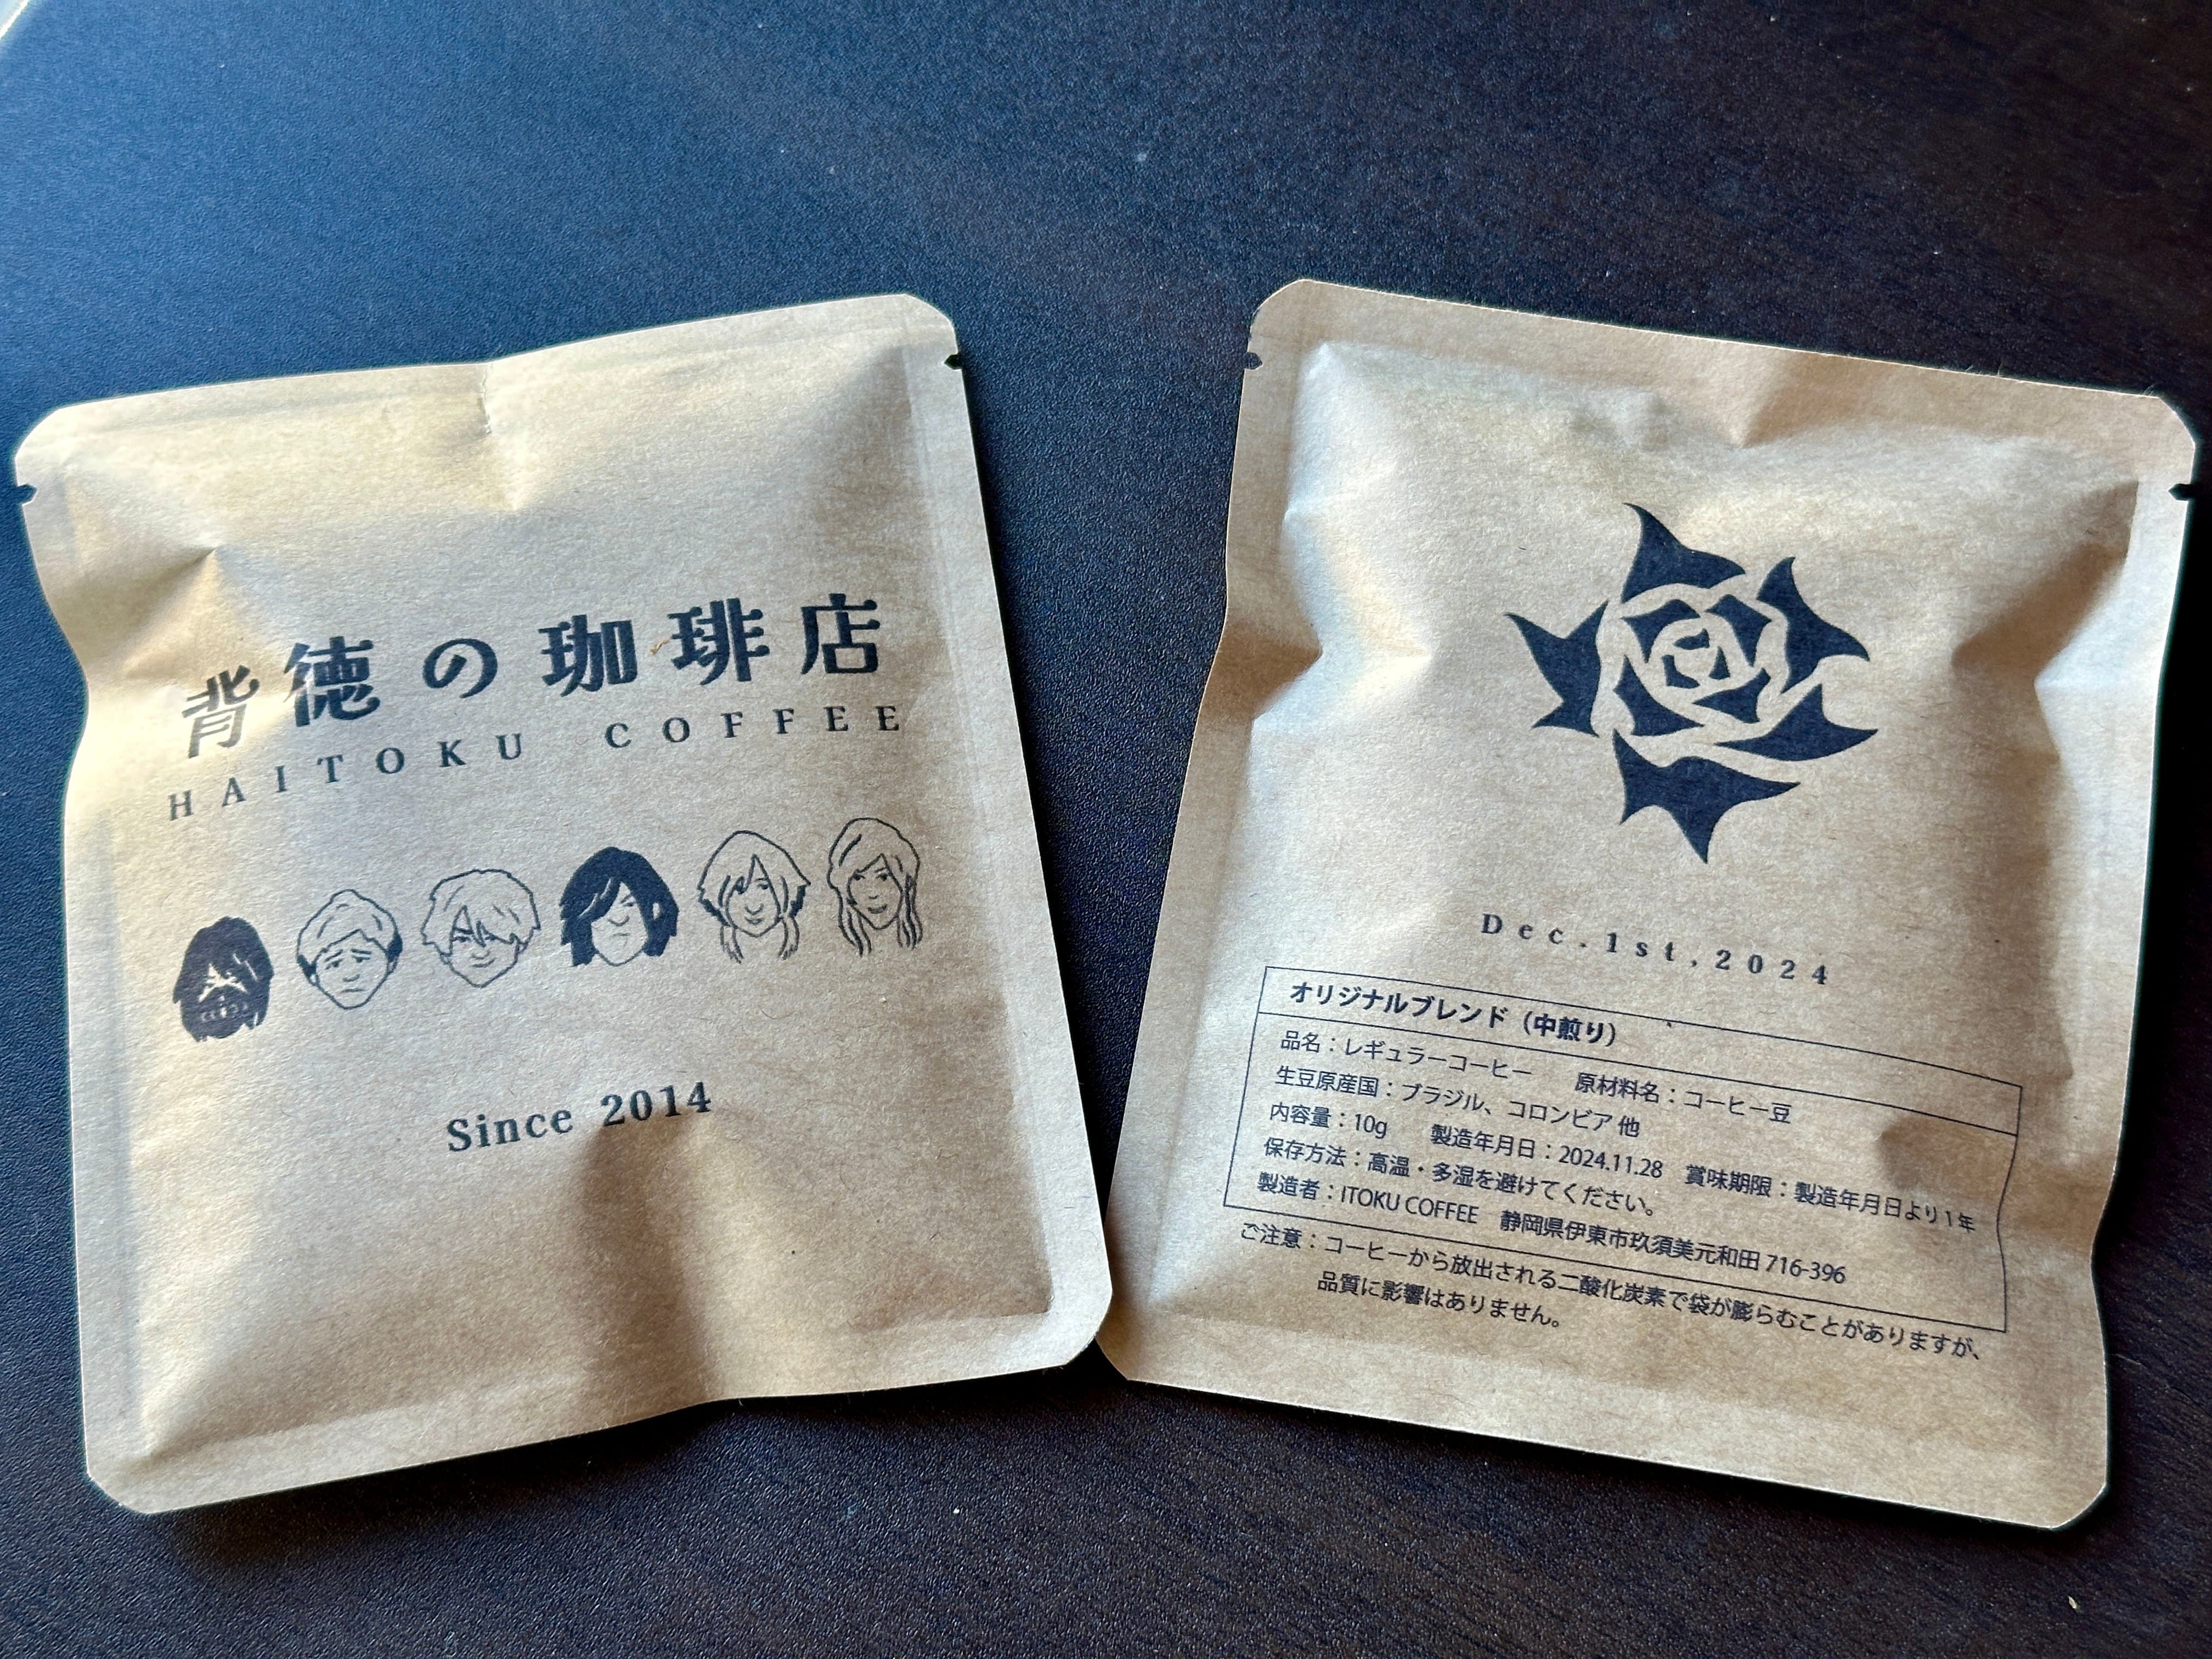 背徳の珈琲店
HAITOKU COFFEE
Since 2014
Dec.1st,2024
オリジナルブレンド（中煎り）
品名：レギュラーコーヒー　原材料名：コーヒー豆
生豆原産国：ブラジル、コロンビア 他
内容量：10g　製造年月日：2024.11.28　賞味期限：製造年月日より1年
保存方法：高温・多湿を避けてください。
製造者：ITOKU COFFEE　静岡県伊東市玖須美元和田 716-396
ご注意：コーヒーから放出される二酸化炭素で袋が膨らむことがありますが、
品質に影響はありません。